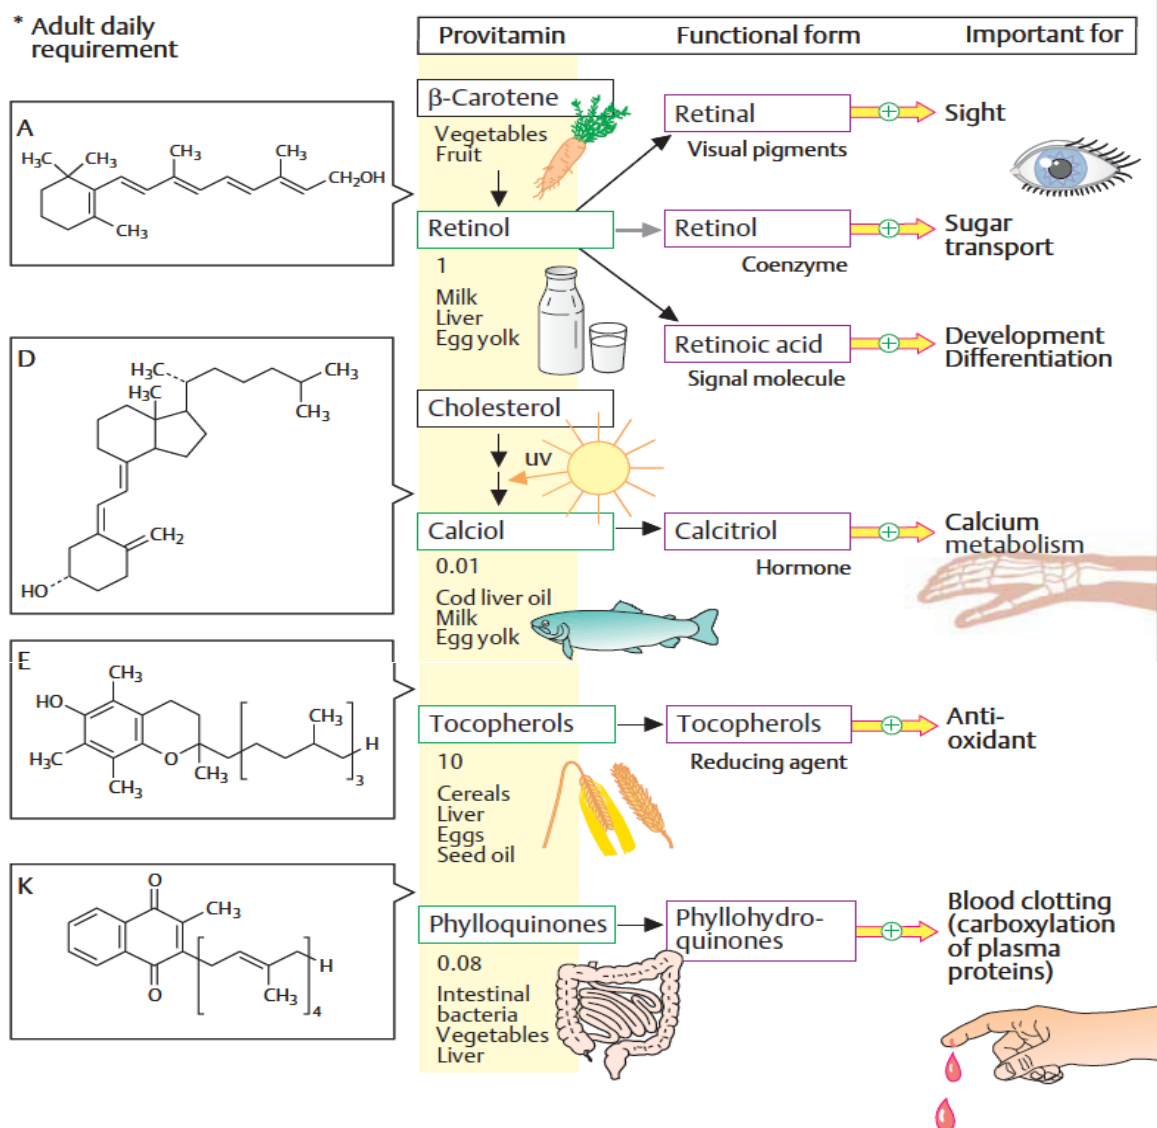 * Adult daily
requirement
Provitamin Functional form Important for
A
H₃C CH₃ CH₃ CH₃
CH₂OH
CH₃
β-Carotene
Vegetables
Fruit
Retinol
1
Milk
Liver
Egg yolk
Retinal
Visual pigments
+
Sight
Retinol
Coenzyme
+
Sugar
transport
Retinoic acid
Signal molecule
+
Development
Differentiation
D
H₃C CH₃
H₃C
CH₃
CH₂
HO
Cholesterol
uv
Calciol
0.01
Cod liver oil
Milk
Egg yolk
Calcitriol
Hormone
+
Calcium
metabolism
E
CH₃
HO
CH₃
H₃C O CH₃ H
3
CH₃
Tocopherols
10
Cereals
Liver
Eggs
Seed oil
Tocopherols
Reducing agent
+
Anti-
oxidant
K
O
CH₃
H
O CH₃
4
Phylloquinones
0.08
Intestinal
bacteria
Vegetables
Liver
Phyllohydro-
quinones
+
Blood clotting
(carboxylation
of plasma
proteins)